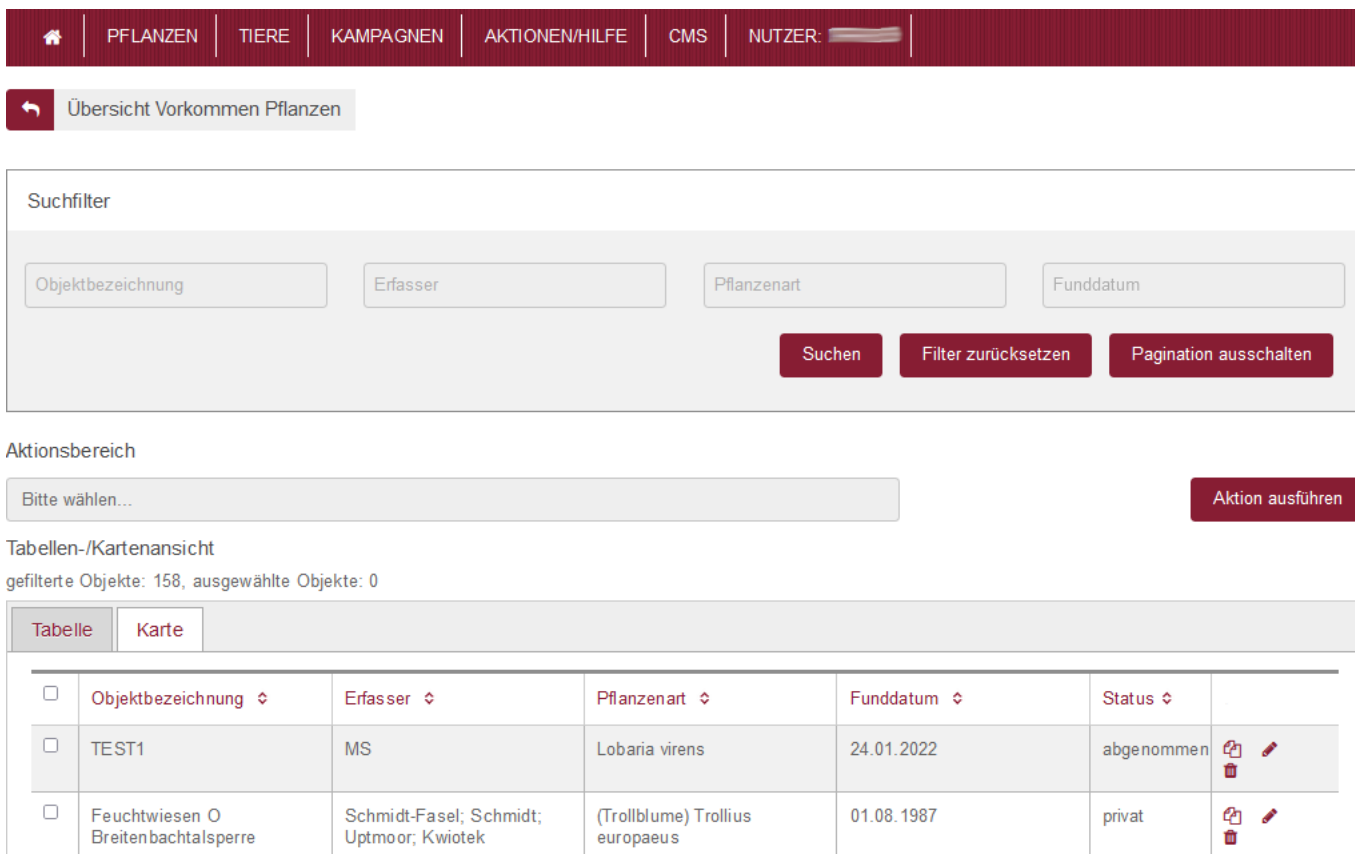 PFLANZEN TIERE KAMPAGNEN AKTIONEN/HILFE CMS NUTZER:
Übersicht Vorkommen Pflanzen
Suchfilter
Objektbezeichnung Erfasser Pflanzenart Funddatum
Suchen Filter zurücksetzen Pagination ausschalten
Aktionsbereich
Bitte wählen... Aktion ausführen
Tabellen-/Kartenansicht
gefilterte Objekte: 158, ausgewählte Objekte: 0
Tabelle Karte
Objektbezeichnung Erfasser Pflanzenart Funddatum Status
TEST1 MS Lobaria virens 24.01.2022 abgenommen
Feuchtwiesen O Schmidt-Fasel; Schmidt; (Trollblume) Trollius 01.08.1987 privat
Breitenbachtalsperre Uptmoor; Kwiotek europaeus